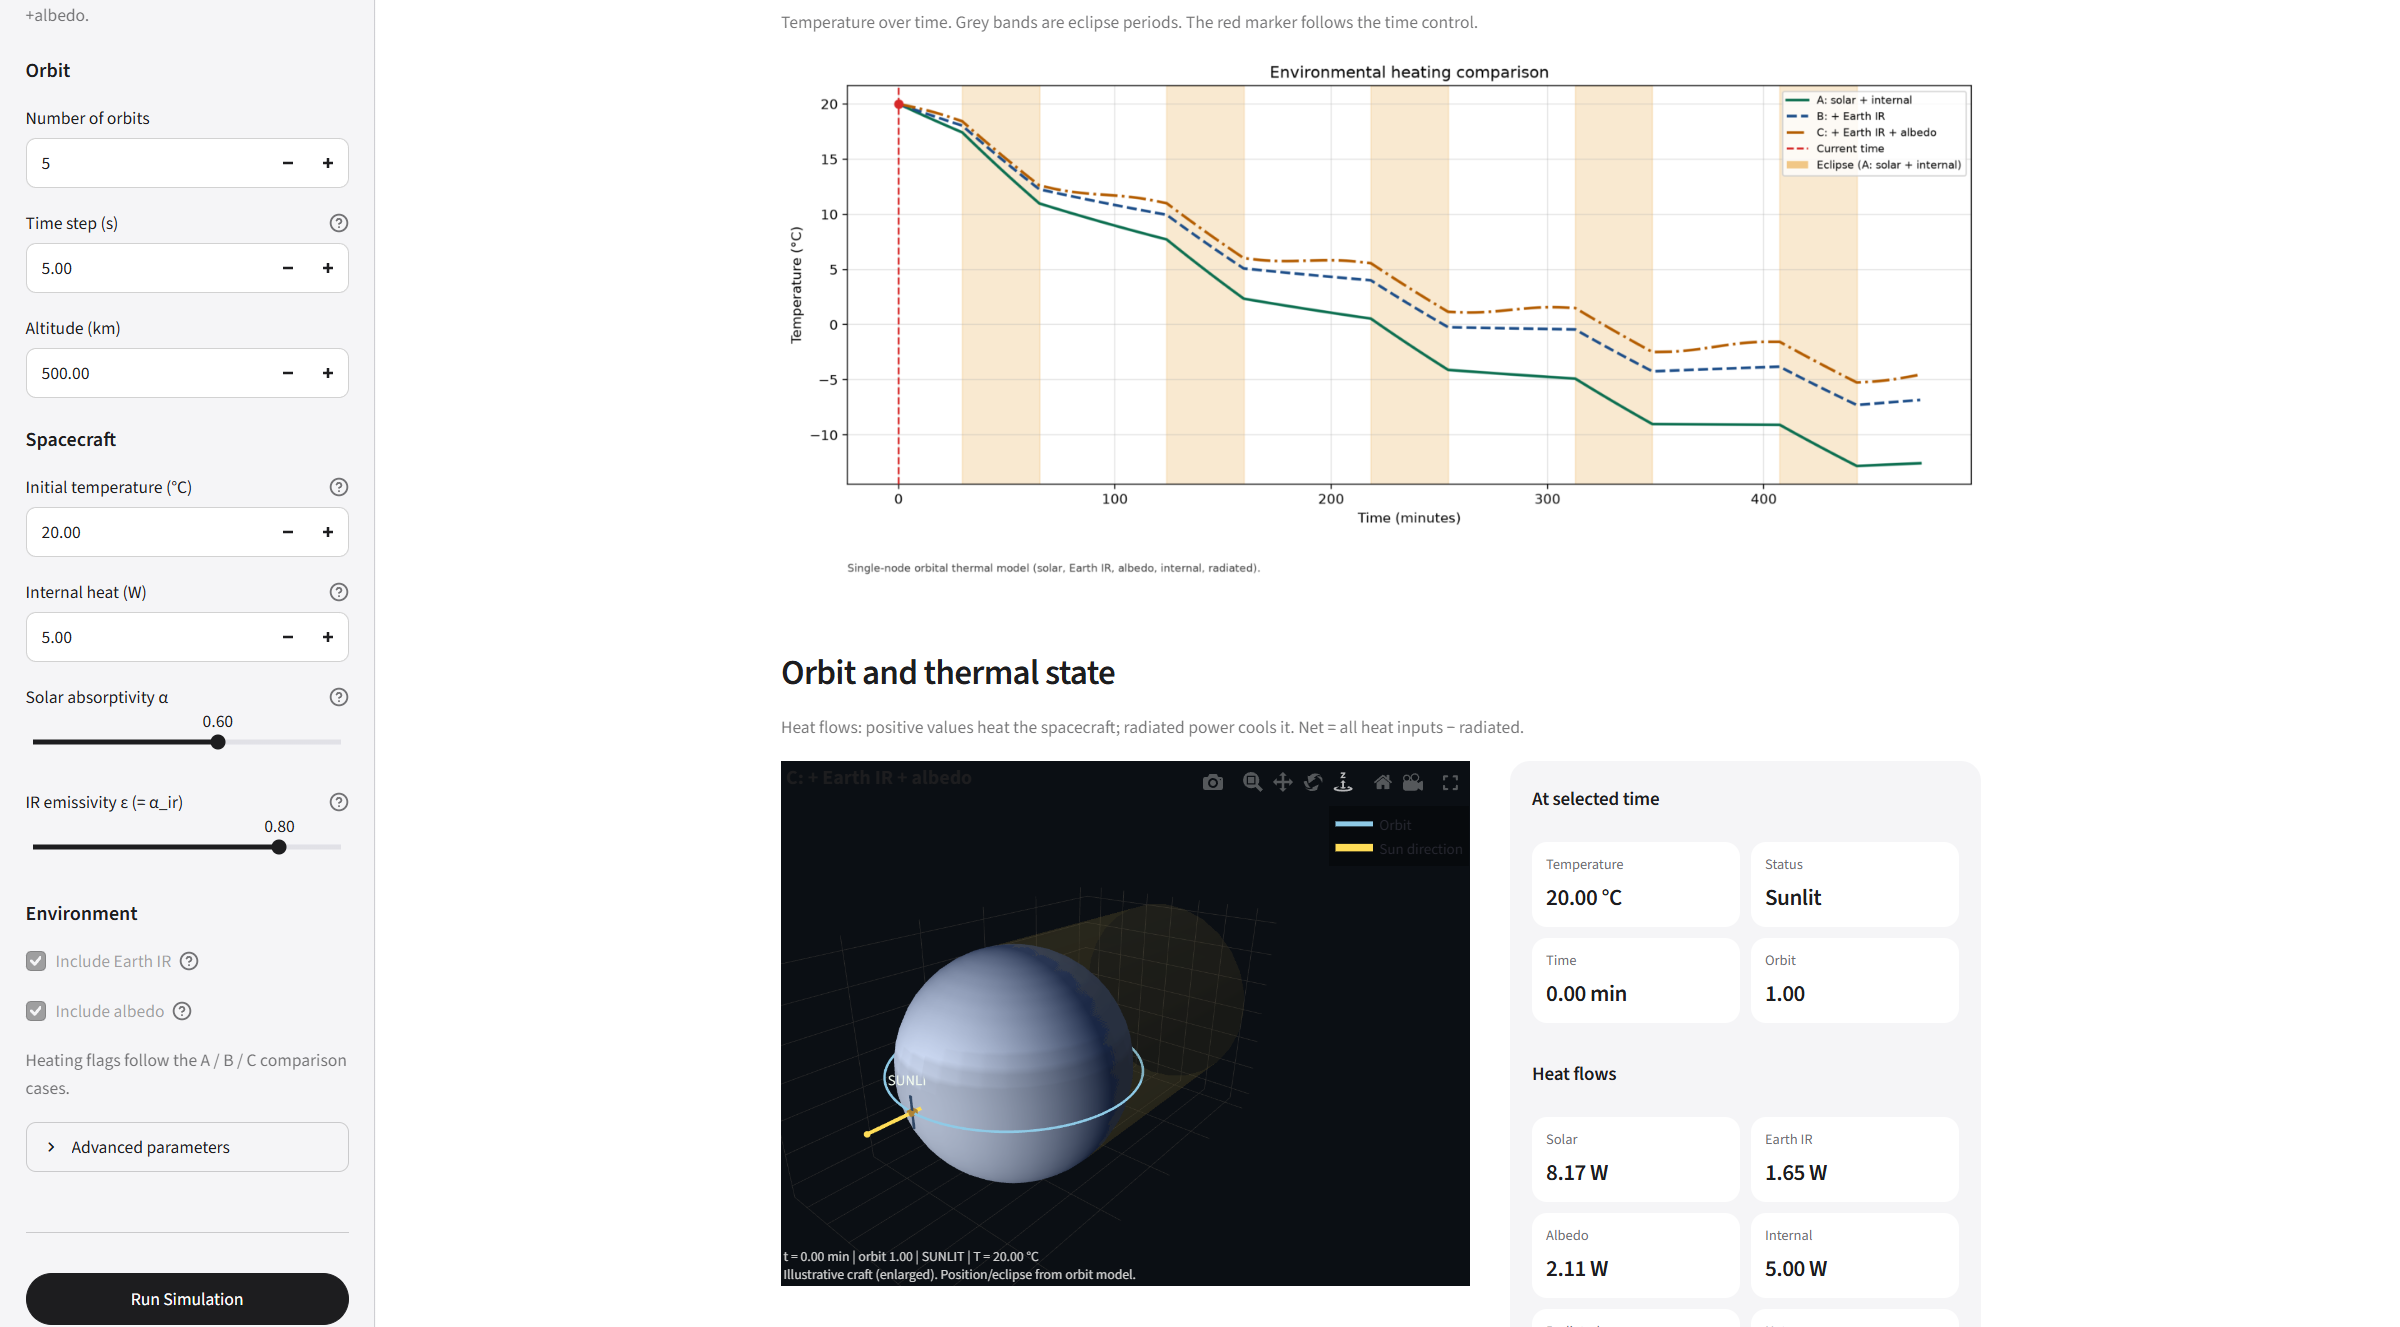 +albedo.
Orbit
Number of orbits
5
Time step (s)
5.00
Altitude (km)
500.00
Spacecraft
Initial temperature (°C)
20.00
Internal heat (W)
5.00
Solar absorptivity α
0.60
IR emissivity ε (= α_ir)
0.80
Environment
Include Earth IR
Include albedo
Heating flags follow the A / B / C comparison
cases.
Advanced parameters
Run Simulation
Temperature over time. Grey bands are eclipse periods. The red marker follows the time control.
Environmental heating comparison
A: solar + internal
B: + Earth IR
C: + Earth IR + albedo
Current time
Eclipse (A: solar + internal)
Temperature (°C)
20
15
10
5
0
−5
−10
0
100
200
300
400
Time (minutes)
Single-node orbital thermal model (solar, Earth IR, albedo, internal, radiated).
Orbit and thermal state
Heat flows: positive values heat the spacecraft; radiated power cools it. Net = all heat inputs − radiated.
C: + Earth IR + albedo
Z
Orbit
Sun direction
SUNLI
t = 0.00 min | orbit 1.00 | SUNLIT | T = 20.00 °C
Illustrative craft (enlarged). Position/eclipse from orbit model.
At selected time
Temperature
20.00 °C
Status
Sunlit
Time
0.00 min
Orbit
1.00
Heat flows
Solar
8.17 W
Earth IR
1.65 W
Albedo
2.11 W
Internal
5.00 W